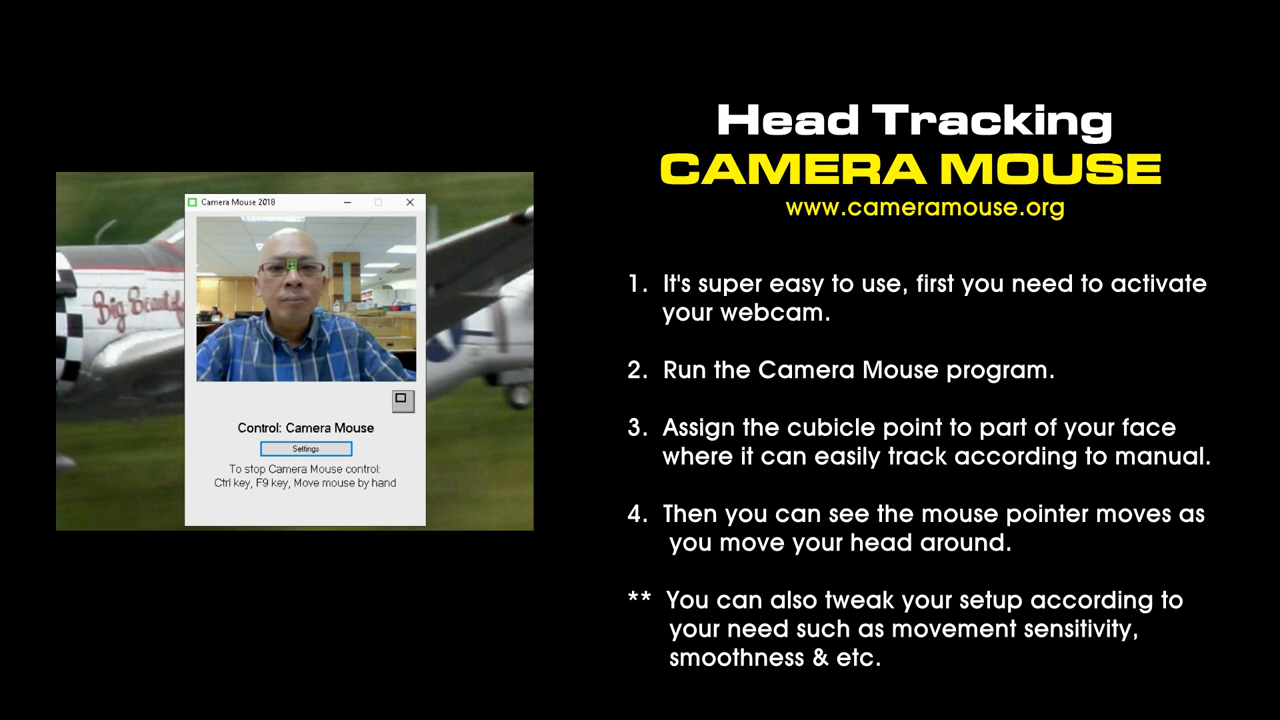 Head Tracking
CAMERA MOUSE
www.cameramouse.org
Camera Mouse 2018
Big Beautiful
Control: Camera Mouse
Settings
To stop Camera Mouse control:
Ctrl key, F9 key, Move mouse by hand
1. It's super easy to use, first you need to activate
your webcam.
2. Run the Camera Mouse program.
3. Assign the cubicle point to part of your face
where it can easily track according to manual.
4. Then you can see the mouse pointer moves as
you move your head around.
** You can also tweak your setup according to
your need such as movement sensitivity,
smoothness & etc.